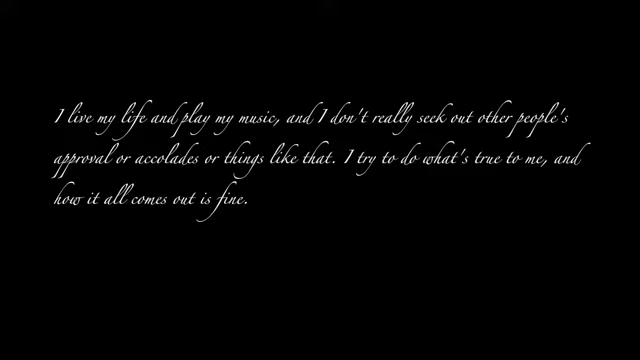 I live my life and play my music, and I don't really seek out other people's
approval or accolades or things like that. I try to do what's true to me, and
how it all comes out is fine.